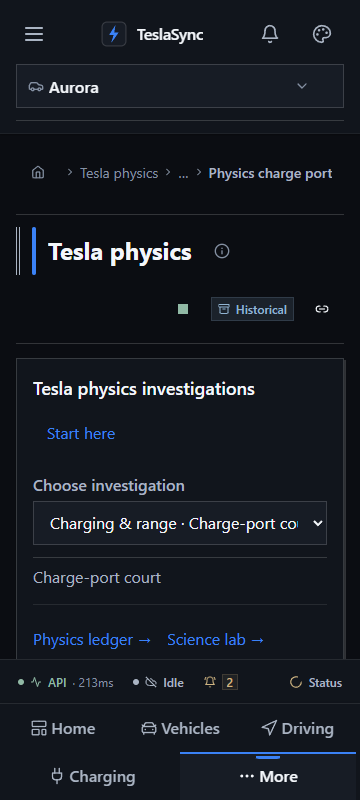 TeslaSync
Aurora
Tesla physics ... Physics charge port
Tesla physics
Historical
Tesla physics investigations
Start here
Choose investigation
Charging & range · Charge-port
Charge-port court
Physics ledger → Science lab →
API · 213ms Idle 2 Status
Home Vehicles Driving
Charging ··· More